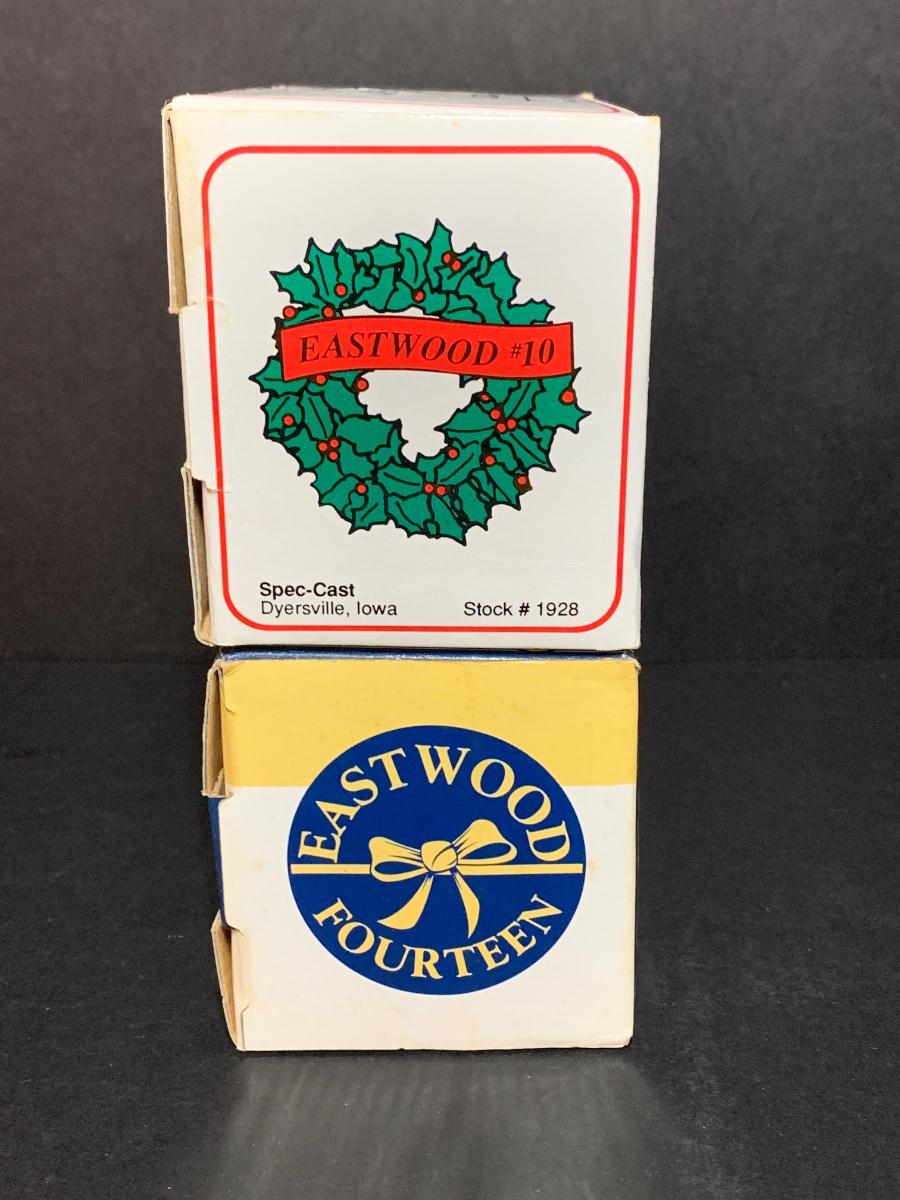 EASTWOOD #10
Spec-Cast
Dyersville, Iowa
Stock # 1928
EASTWOOD
FOURTEEN